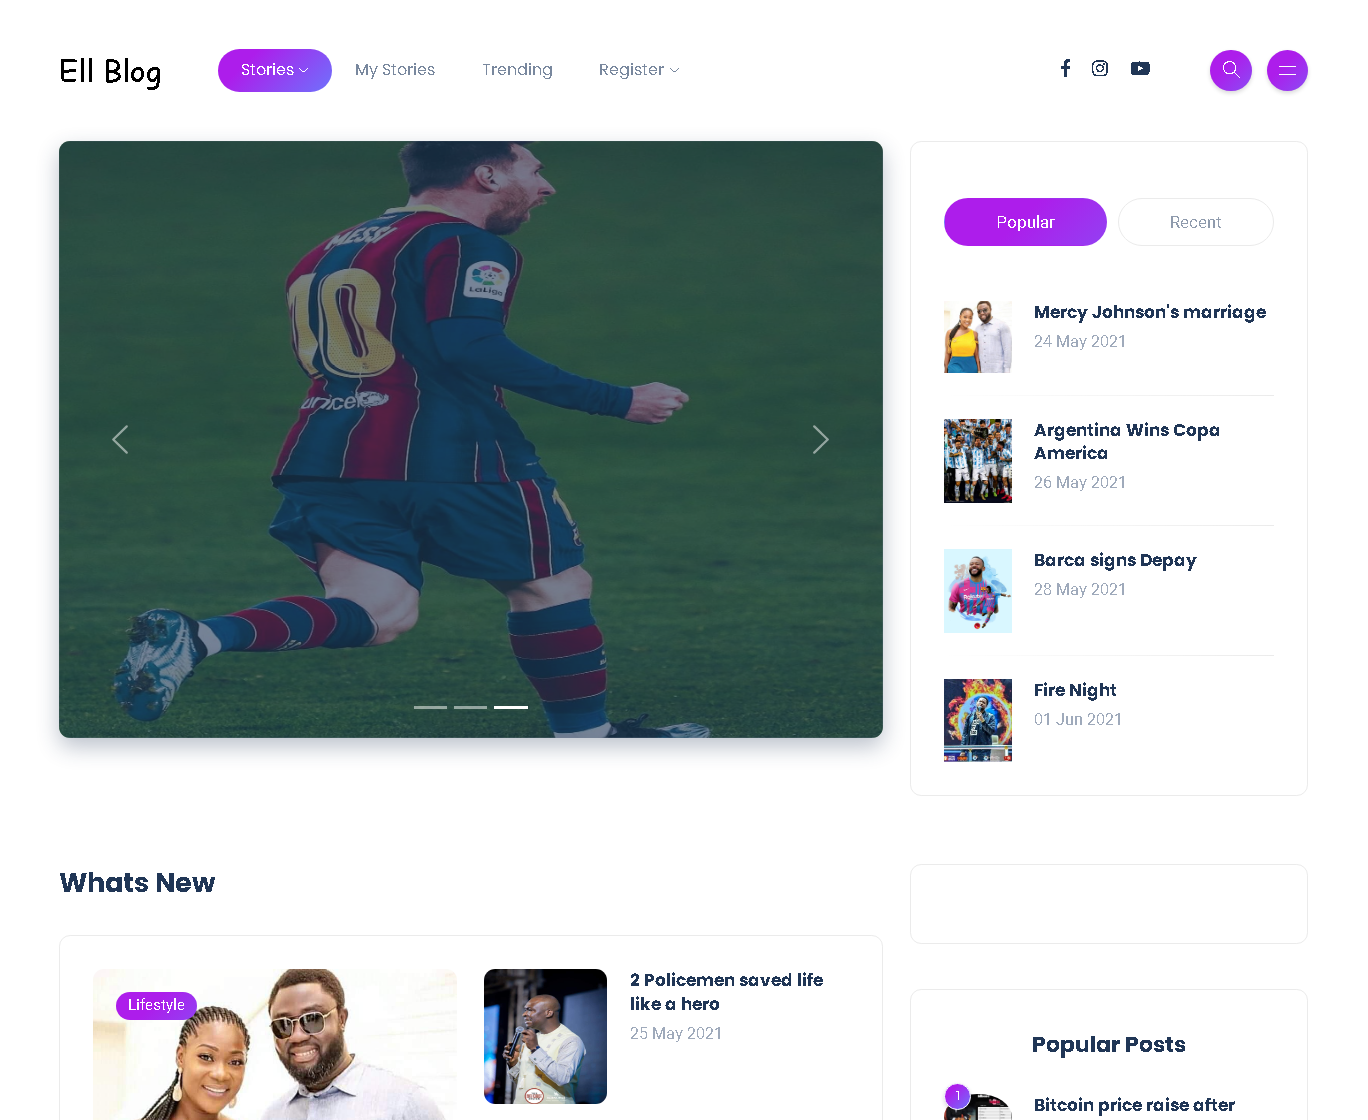 Ell Blog
Stories
My Stories
Trending
Register
MESSI
10
unicef
LaLiga
Popular
Recent
Mercy Johnson's marriage
24 May 2021
Argentina Wins Copa
America
26 May 2021
Barca signs Depay
28 May 2021
Fire Night
01 Jun 2021
Whats New
Lifestyle
2 Policemen saved life
like a hero
25 May 2021
Popular Posts
1
Bitcoin price raise after